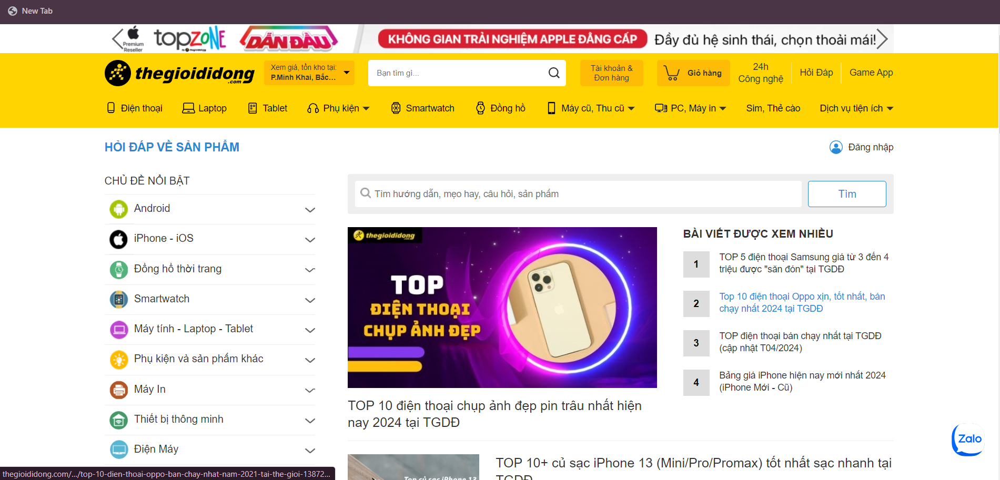 New Tab
Premium
Reseller
topzone
by thegioididong
DẪN ĐẦU
KHÔNG GIAN TRẢI NGHIỆM APPLE ĐẲNG CẤP
Đầy đủ hệ sinh thái, chọn thoải mái!
thegioididong
.com
Xem giá, tồn kho tại:
P.Minh Khai, Bắc...
Bạn tìm gì...
Tài khoản &
Đơn hàng
Giỏ hàng
24h
Công nghệ
Hỏi Đáp
Game App
Điện thoại
Laptop
Tablet
Phụ kiện
Smartwatch
Đồng hồ
Máy cũ, Thu cũ
PC, Máy in
Sim, Thẻ cào
Dịch vụ tiện ích
HỎI ĐÁP VỀ SẢN PHẨM
Đăng nhập
CHỦ ĐỀ NỔI BẬT
Android
iPhone - iOS
Đồng hồ thời trang
Smartwatch
Máy tính - Laptop - Tablet
Phụ kiện và sản phẩm khác
Máy In
Thiết bị thông minh
Điện Máy
Tìm hướng dẫn, mẹo hay, câu hỏi, sản phẩm
Tìm
thegioididong
.com
TOP
ĐIỆN THOẠI
CHỤP ẢNH ĐẸP
TOP 10 điện thoại chụp ảnh đẹp pin trâu nhất hiện
nay 2024 tại TGDĐ
BÀI VIẾT ĐƯỢC XEM NHIỀU
1
TOP 5 điện thoại Samsung giá từ 3 đến 4
triệu được "săn đón" tại TGDĐ
2
Top 10 điện thoại Oppo xịn, tốt nhất, bán
chạy nhất 2024 tại TGDĐ
3
TOP điện thoại bán chạy nhất tại TGDĐ
(cập nhật T04/2024)
4
Bảng giá iPhone hiện nay mới nhất 2024
(iPhone Mới - Cũ)
Top củ sạc iPhone 13
TOP 10+ củ sạc iPhone 13 (Mini/Pro/Promax) tốt nhất sạc nhanh tại
TGDĐ
Zalo
thegioididong.com/.../top-10-dien-thoai-oppo-ban-chay-nhat-nam-2021-tai-the-gioi-13872...